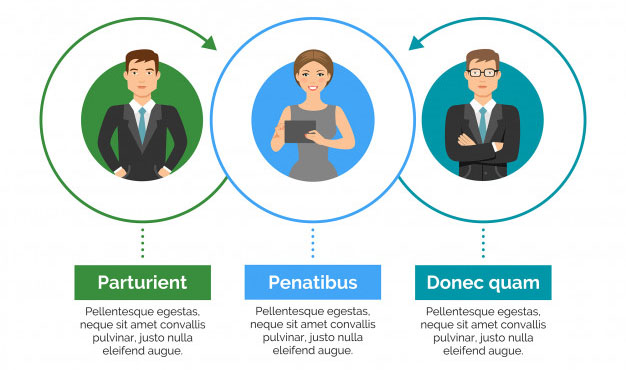 Parturient
Pellentesque egestas,
neque sit amet convallis
pulvinar, justo nulla
eleifend augue.
Penatibus
Pellentesque egestas,
neque sit amet convallis
pulvinar, justo nulla
eleifend augue.
Donec quam
Pellentesque egestas,
neque sit amet convallis
pulvinar, justo nulla
eleifend augue.